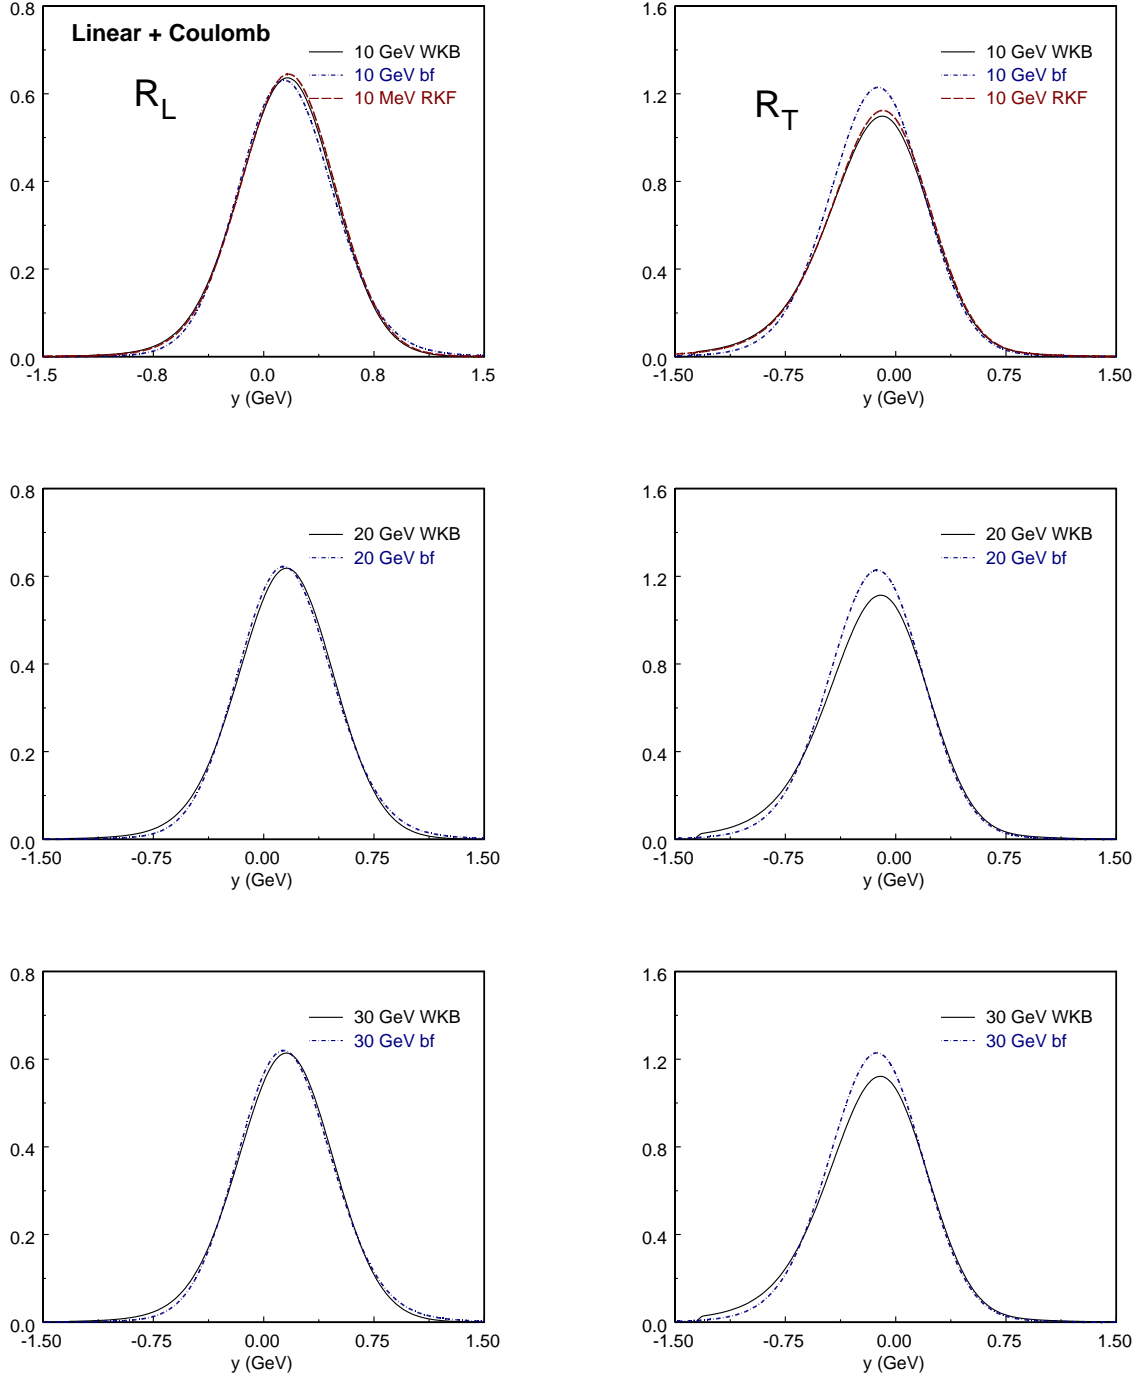 0.8
0.6
0.4
0.2
0.0
Linear + Coulomb
R_L
10 GeV WKB
10 GeV bf
10 MeV RKF
-1.5 -0.8 0.0 0.8 1.5
y (GeV)
1.6
1.2
0.8
0.4
0.0
R_T
10 GeV WKB
10 GeV bf
10 GeV RKF
-1.50 -0.75 0.00 0.75 1.50
y (GeV)
0.8
0.6
0.4
0.2
0.0
20 GeV WKB
20 GeV bf
-1.50 -0.75 0.00 0.75 1.50
y (GeV)
1.6
1.2
0.8
0.4
0.0
20 GeV WKB
20 GeV bf
-1.50 -0.75 0.00 0.75 1.50
y (GeV)
0.8
0.6
0.4
0.2
0.0
30 GeV WKB
30 GeV bf
-1.50 -0.75 0.00 0.75 1.50
y (GeV)
1.6
1.2
0.8
0.4
0.0
30 GeV WKB
30 GeV bf
-1.50 -0.75 0.00 0.75 1.50
y (GeV)